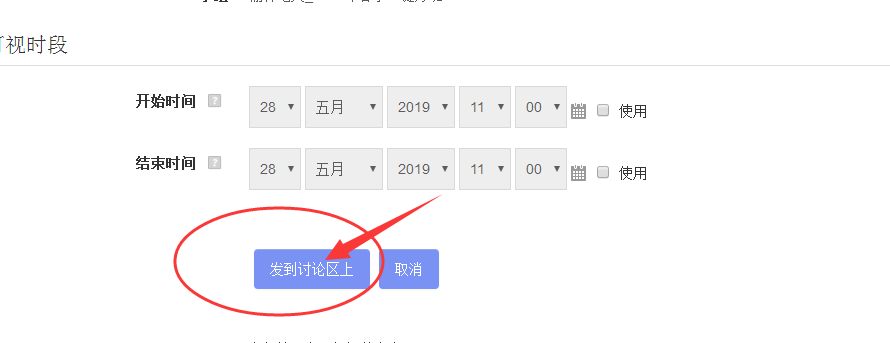 可视时段
开始时间 ? 28 五月 2019 11 00 使用
结束时间 ? 28 五月 2019 11 00 使用
发到讨论区上 取消